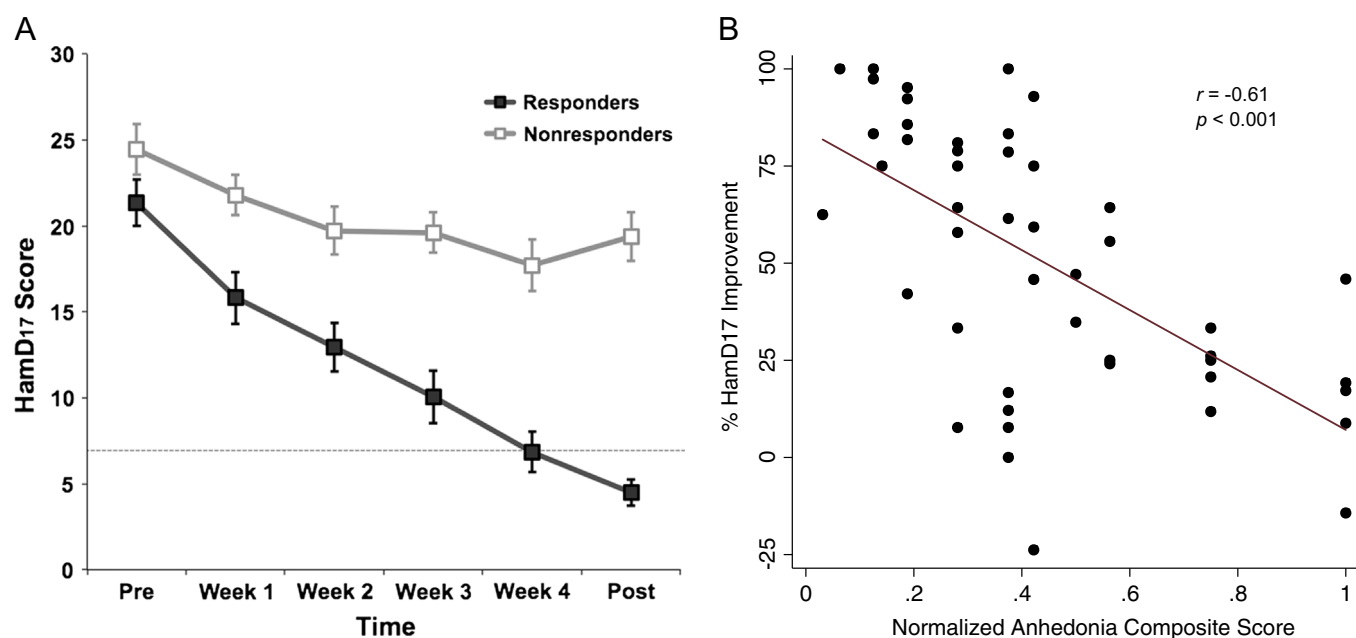 A
30
25
20
15
10
5
0
HamD17 Score
Responders
Nonresponders
Pre Week 1 Week 2 Week 3 Week 4 Post
Time
B
100
75
50
25
0
-25
% HamD17 Improvement
r = -0.61
p < 0.001
0 .2 .4 .6 .8 1
Normalized Anhedonia Composite Score